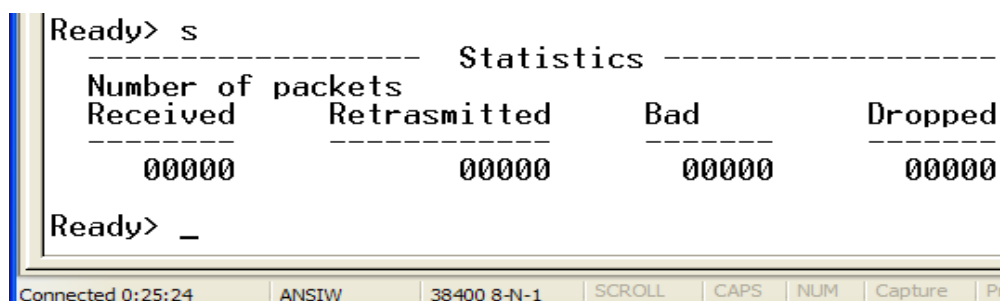 Ready> s
------------------ Statistics ------------------
Number of packets
Received Retrasmitted Bad Dropped
-------- ------------ ------- -------
00000 00000 00000 00000
Ready> _
Connected 0:25:24 ANSIW 38400 8-N-1 SCROLL CAPS NUM Capture